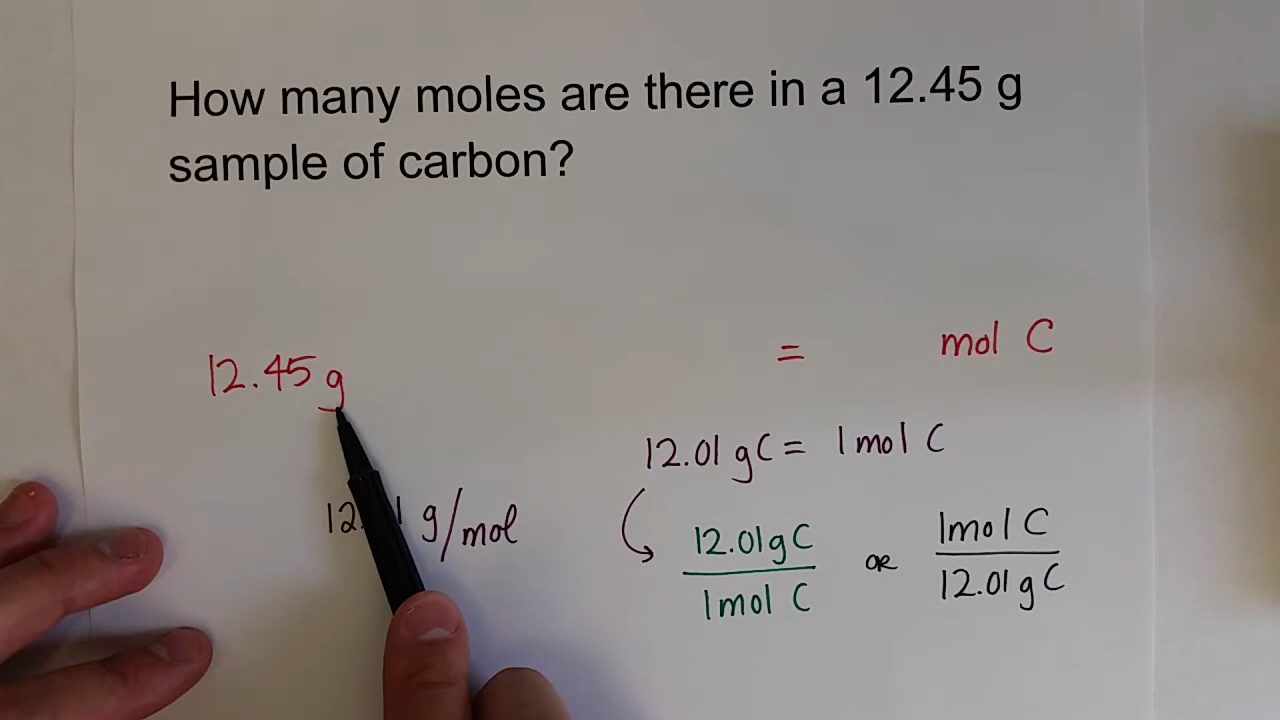 How many moles are there in a 12.45 g
sample of carbon?
12.45 g
= mol C
12.01 g C = 1 mol C
g/mol
12.01 g C
1 mol C
OR
1 mol C
12.01 g C